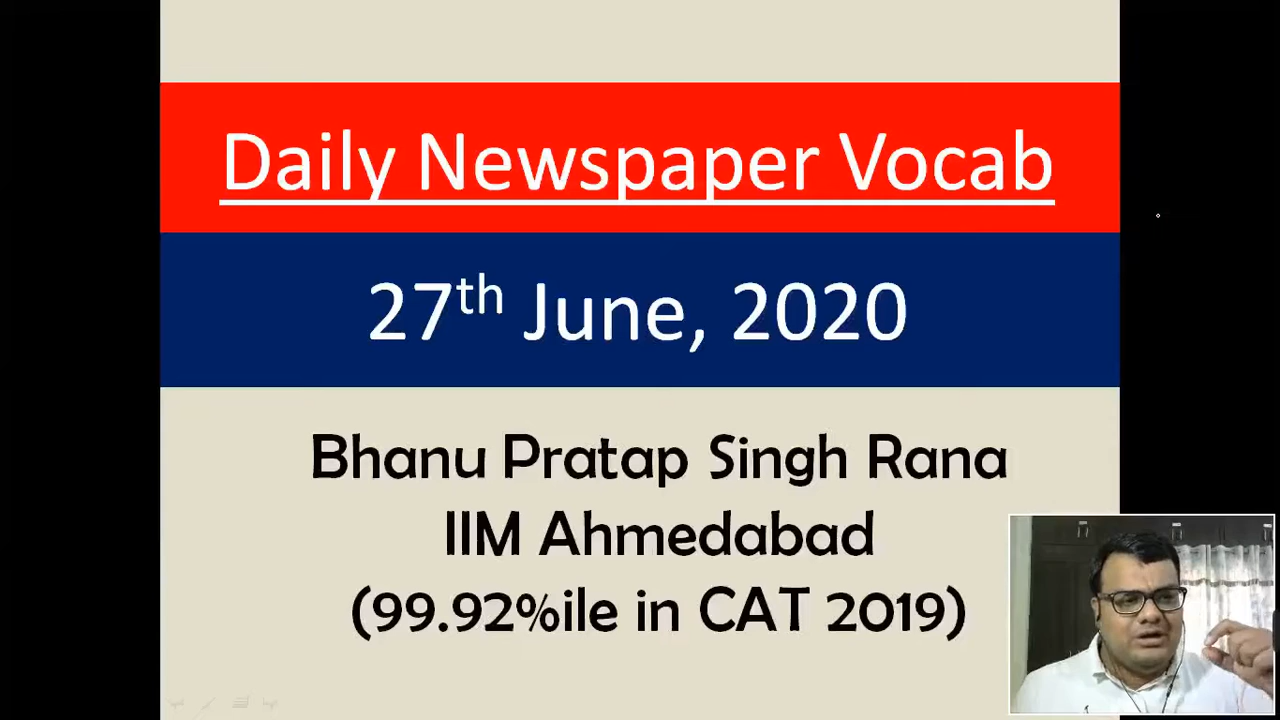 Daily Newspaper Vocab
27th June, 2020
Bhanu Pratap Singh Rana
IIM Ahmedabad
(99.92%ile in CAT 2019)